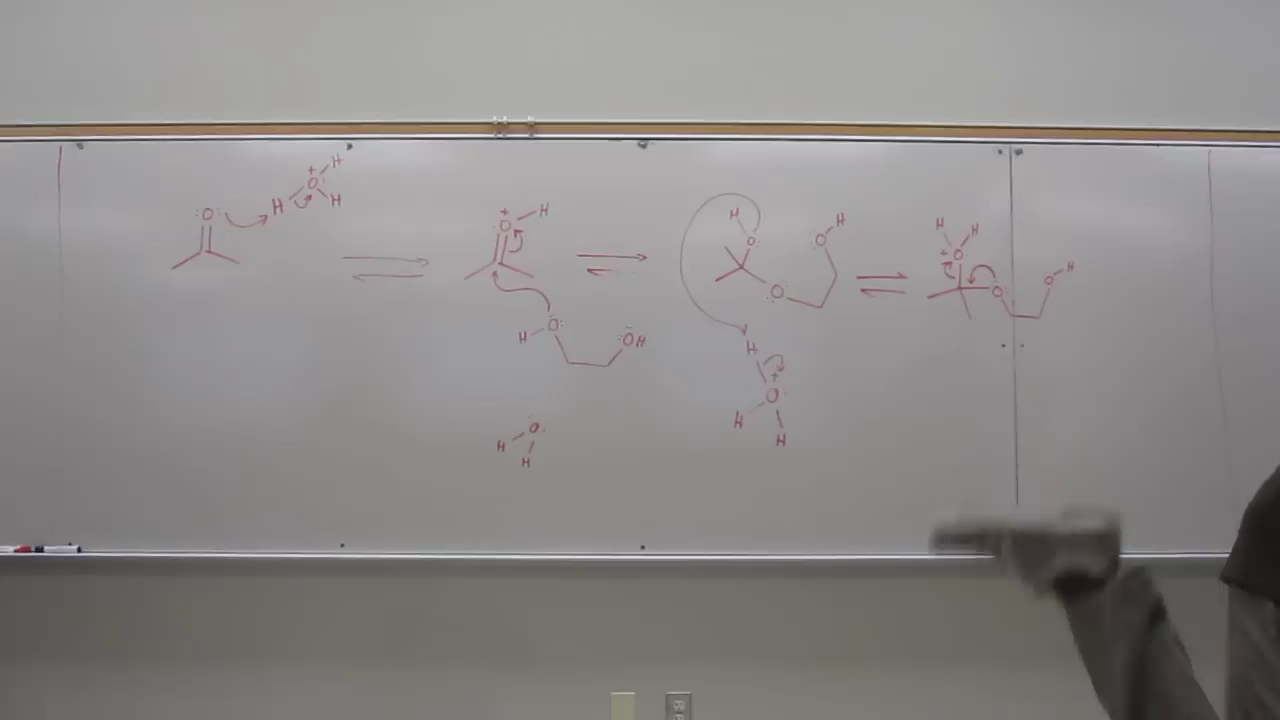 :O: H O: + H H
+ O H H O: OH H O: H
H O: O: O: H H O: + H H
H H + O O: O: H